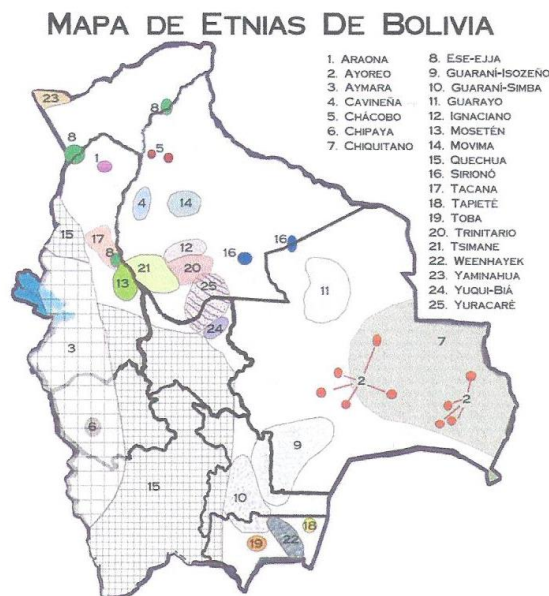 MAPA DE ETNIAS DE BOLIVIA
1. ARAONA
2. AYOREO
3. AYMARA
4. CAVINEÑA
5. CHÁCOBO
6. CHIPAYA
7. CHIQUITANO
8. ESE-EJJA
9. GUARANÍ-ISOZEÑO
10. GUARANÍ-SIMBA
11. GUARAYO
12. IGNACIANO
13. MOSETÉN
14. MOVIMA
15. QUECHUA
16. SIRIONÓ
17. TACANA
18. TAPIETÉ
19. TOBA
20. TRINITARIO
21. TSIMANE
22. WEENHAYEK
23. YAMINAHUA
24. YUQUI-BIÁ
25. YURACARÉ
23
8
8
1
5
4
14
15
17
8
12
16
16
13
21
20
25
11
24
3
7
2
2
6
9
15
10
19
22
18